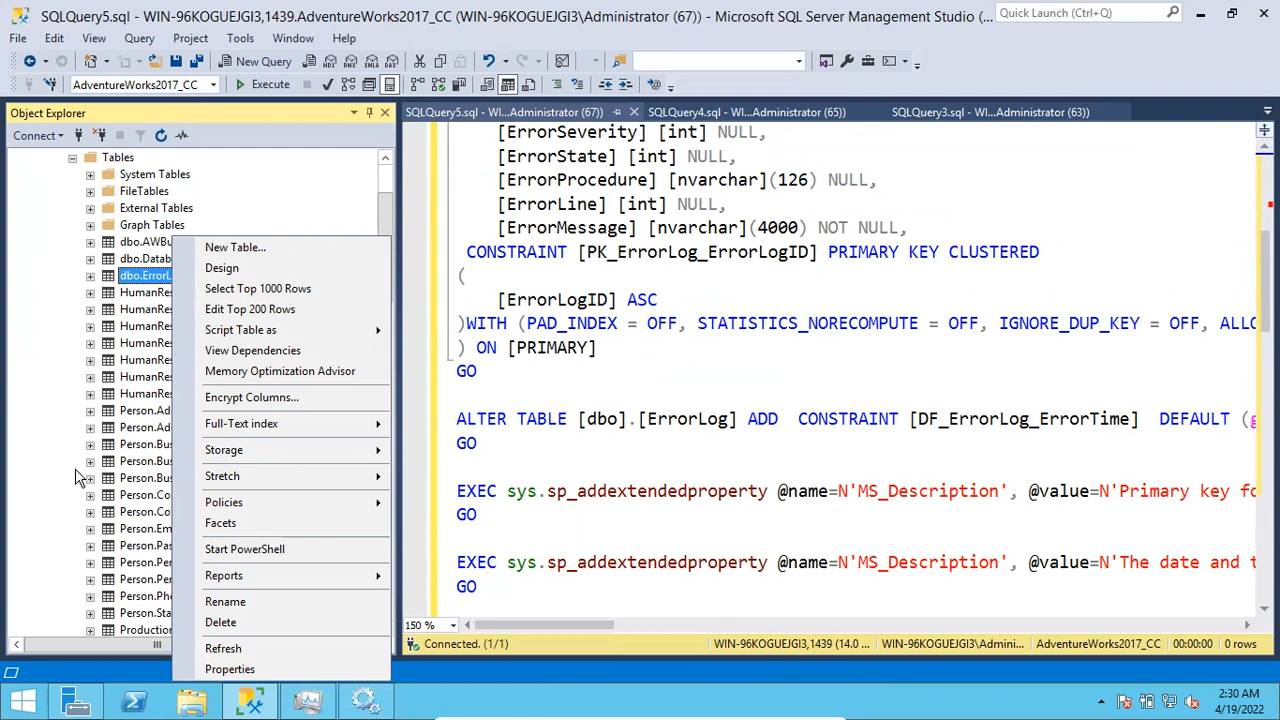 SQLQuery5.sql - WIN-96KOGUEJGI3,1439.AdventureWorks2017_CC (WIN-96KOGUEJGI3\Administrator (67)) - Microsoft SQL Server Management Studio (...
Quick Launch (Ctrl+Q)
File Edit View Query Project Tools Window Help
New Query
AdventureWorks2017_CC Execute
Object Explorer
Connect
Tables
System Tables
FileTables
External Tables
Graph Tables
dbo.AWBu
dbo.Datab
dbo.ErrorL
HumanRes
HumanRes
HumanRes
HumanRes
HumanRes
HumanRes
HumanRes
Person.Ad
Person.Ad
Person.Bus
Person.Bus
Person.Bus
Person.Co
Person.Co
Person.Em
Person.Pas
Person.Per
Person.Per
Person.Pho
Person.Sta
Production
New Table...
Design
Select Top 1000 Rows
Edit Top 200 Rows
Script Table as
View Dependencies
Memory Optimization Advisor
Encrypt Columns...
Full-Text index
Storage
Stretch
Policies
Facets
Start PowerShell
Reports
Rename
Delete
Refresh
Properties
SQLQuery5.sql - WI...Administrator (67)) SQLQuery4.sql - WI...Administrator (65)) SQLQuery3.sql - WI...Administrator (63))
[ErrorSeverity] [int] NULL,
[ErrorState] [int] NULL,
[ErrorProcedure] [nvarchar](126) NULL,
[ErrorLine] [int] NULL,
[ErrorMessage] [nvarchar](4000) NOT NULL,
CONSTRAINT [PK_ErrorLog_ErrorLogID] PRIMARY KEY CLUSTERED
(
[ErrorLogID] ASC
)WITH (PAD_INDEX = OFF, STATISTICS_NORECOMPUTE = OFF, IGNORE_DUP_KEY = OFF, ALLO
) ON [PRIMARY]
GO
ALTER TABLE [dbo].[ErrorLog] ADD CONSTRAINT [DF_ErrorLog_ErrorTime] DEFAULT (g
GO
EXEC sys.sp_addextendedproperty @name=N'MS_Description', @value=N'Primary key fo
GO
EXEC sys.sp_addextendedproperty @name=N'MS_Description', @value=N'The date and t
GO
150 %
Connected. (1/1) WIN-96KOGUEJGI3,1439 (14.0 ... WIN-96KOGUEJGI3\Admini... AdventureWorks2017_CC 00:00:00 0 rows
2:30 AM
4/19/2022